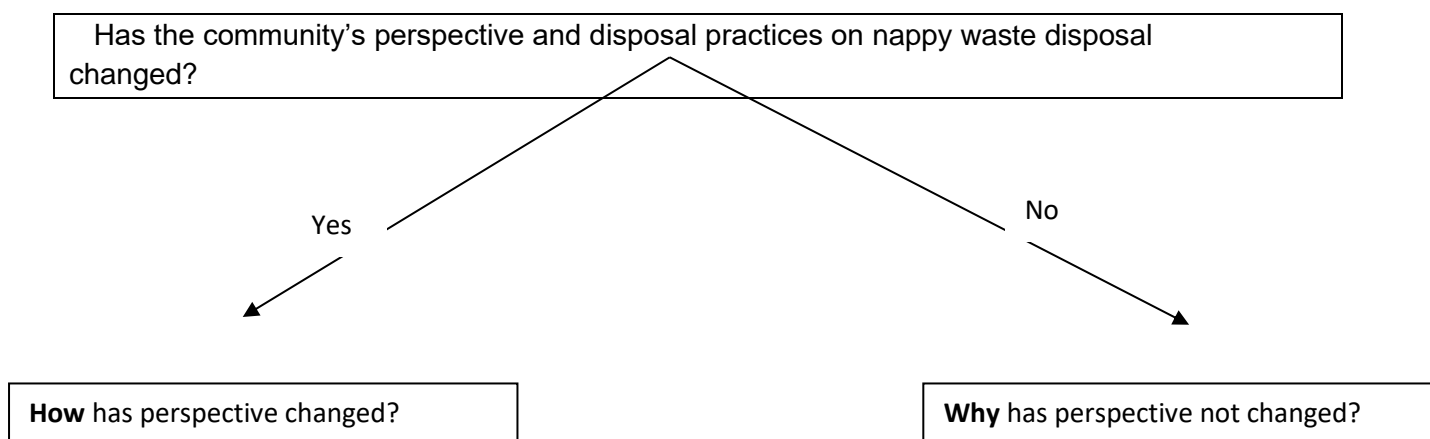 Has the community’s perspective and disposal practices on nappy waste disposal
changed?
Yes
No
How has perspective changed?
Why has perspective not changed?